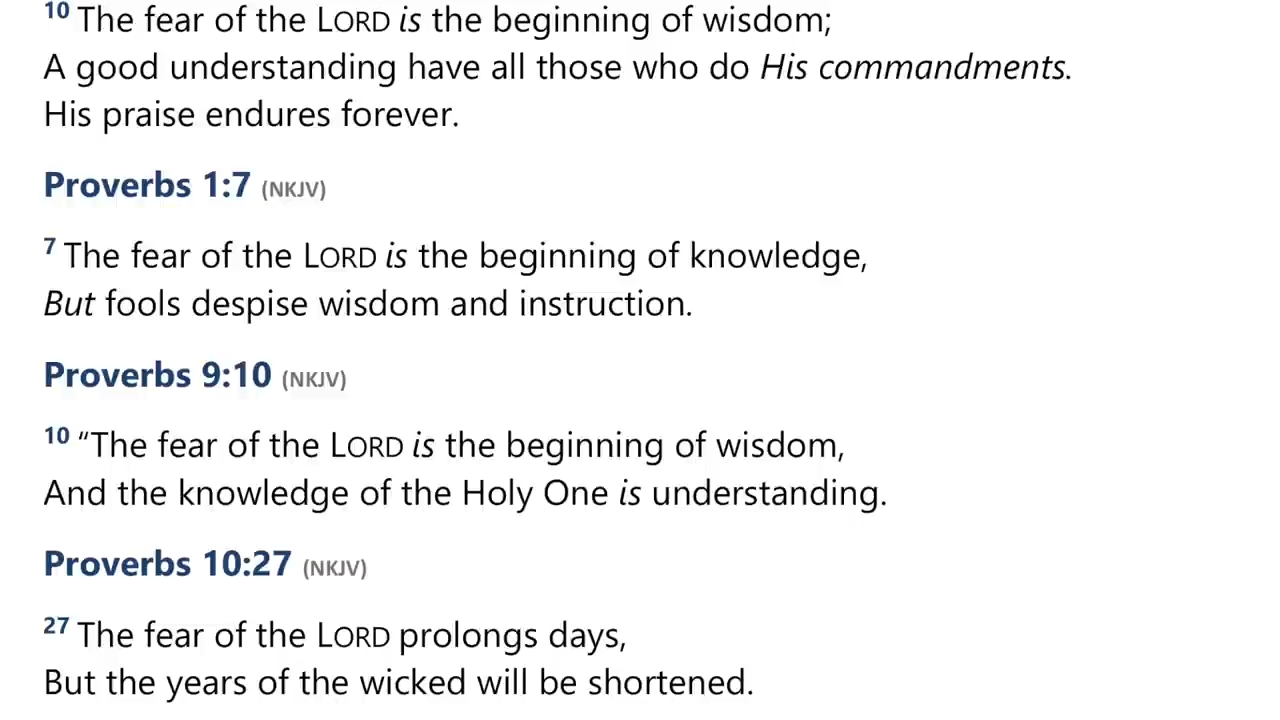 10 The fear of the LORD is the beginning of wisdom;
A good understanding have all those who do His commandments.
His praise endures forever.
Proverbs 1:7 (NKJV)
7 The fear of the LORD is the beginning of knowledge,
But fools despise wisdom and instruction.
Proverbs 9:10 (NKJV)
10 “The fear of the LORD is the beginning of wisdom,
And the knowledge of the Holy One is understanding.
Proverbs 10:27 (NKJV)
27 The fear of the LORD prolongs days,
But the years of the wicked will be shortened.